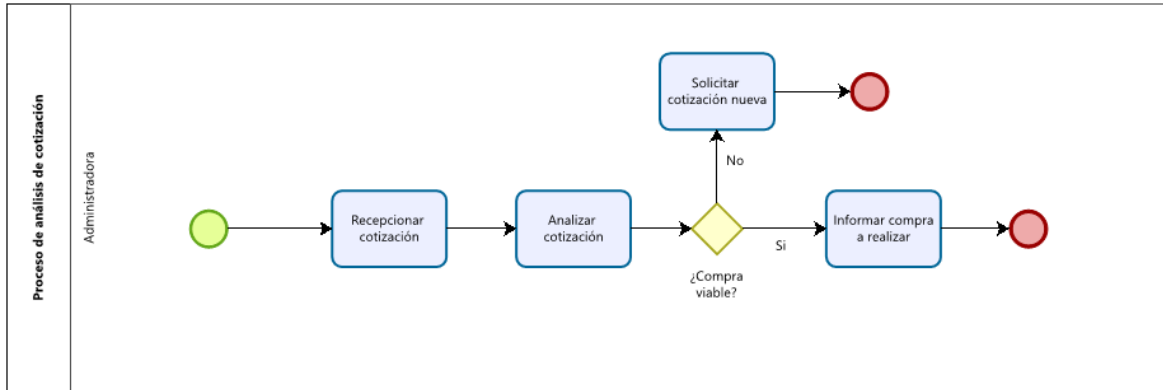 Proceso de análisis de cotización
Administradora
Recepcionar
cotización
Analizar
cotización
¿Compra
viable?
No
Solicitar
cotización nueva
Si
Informar compra
a realizar